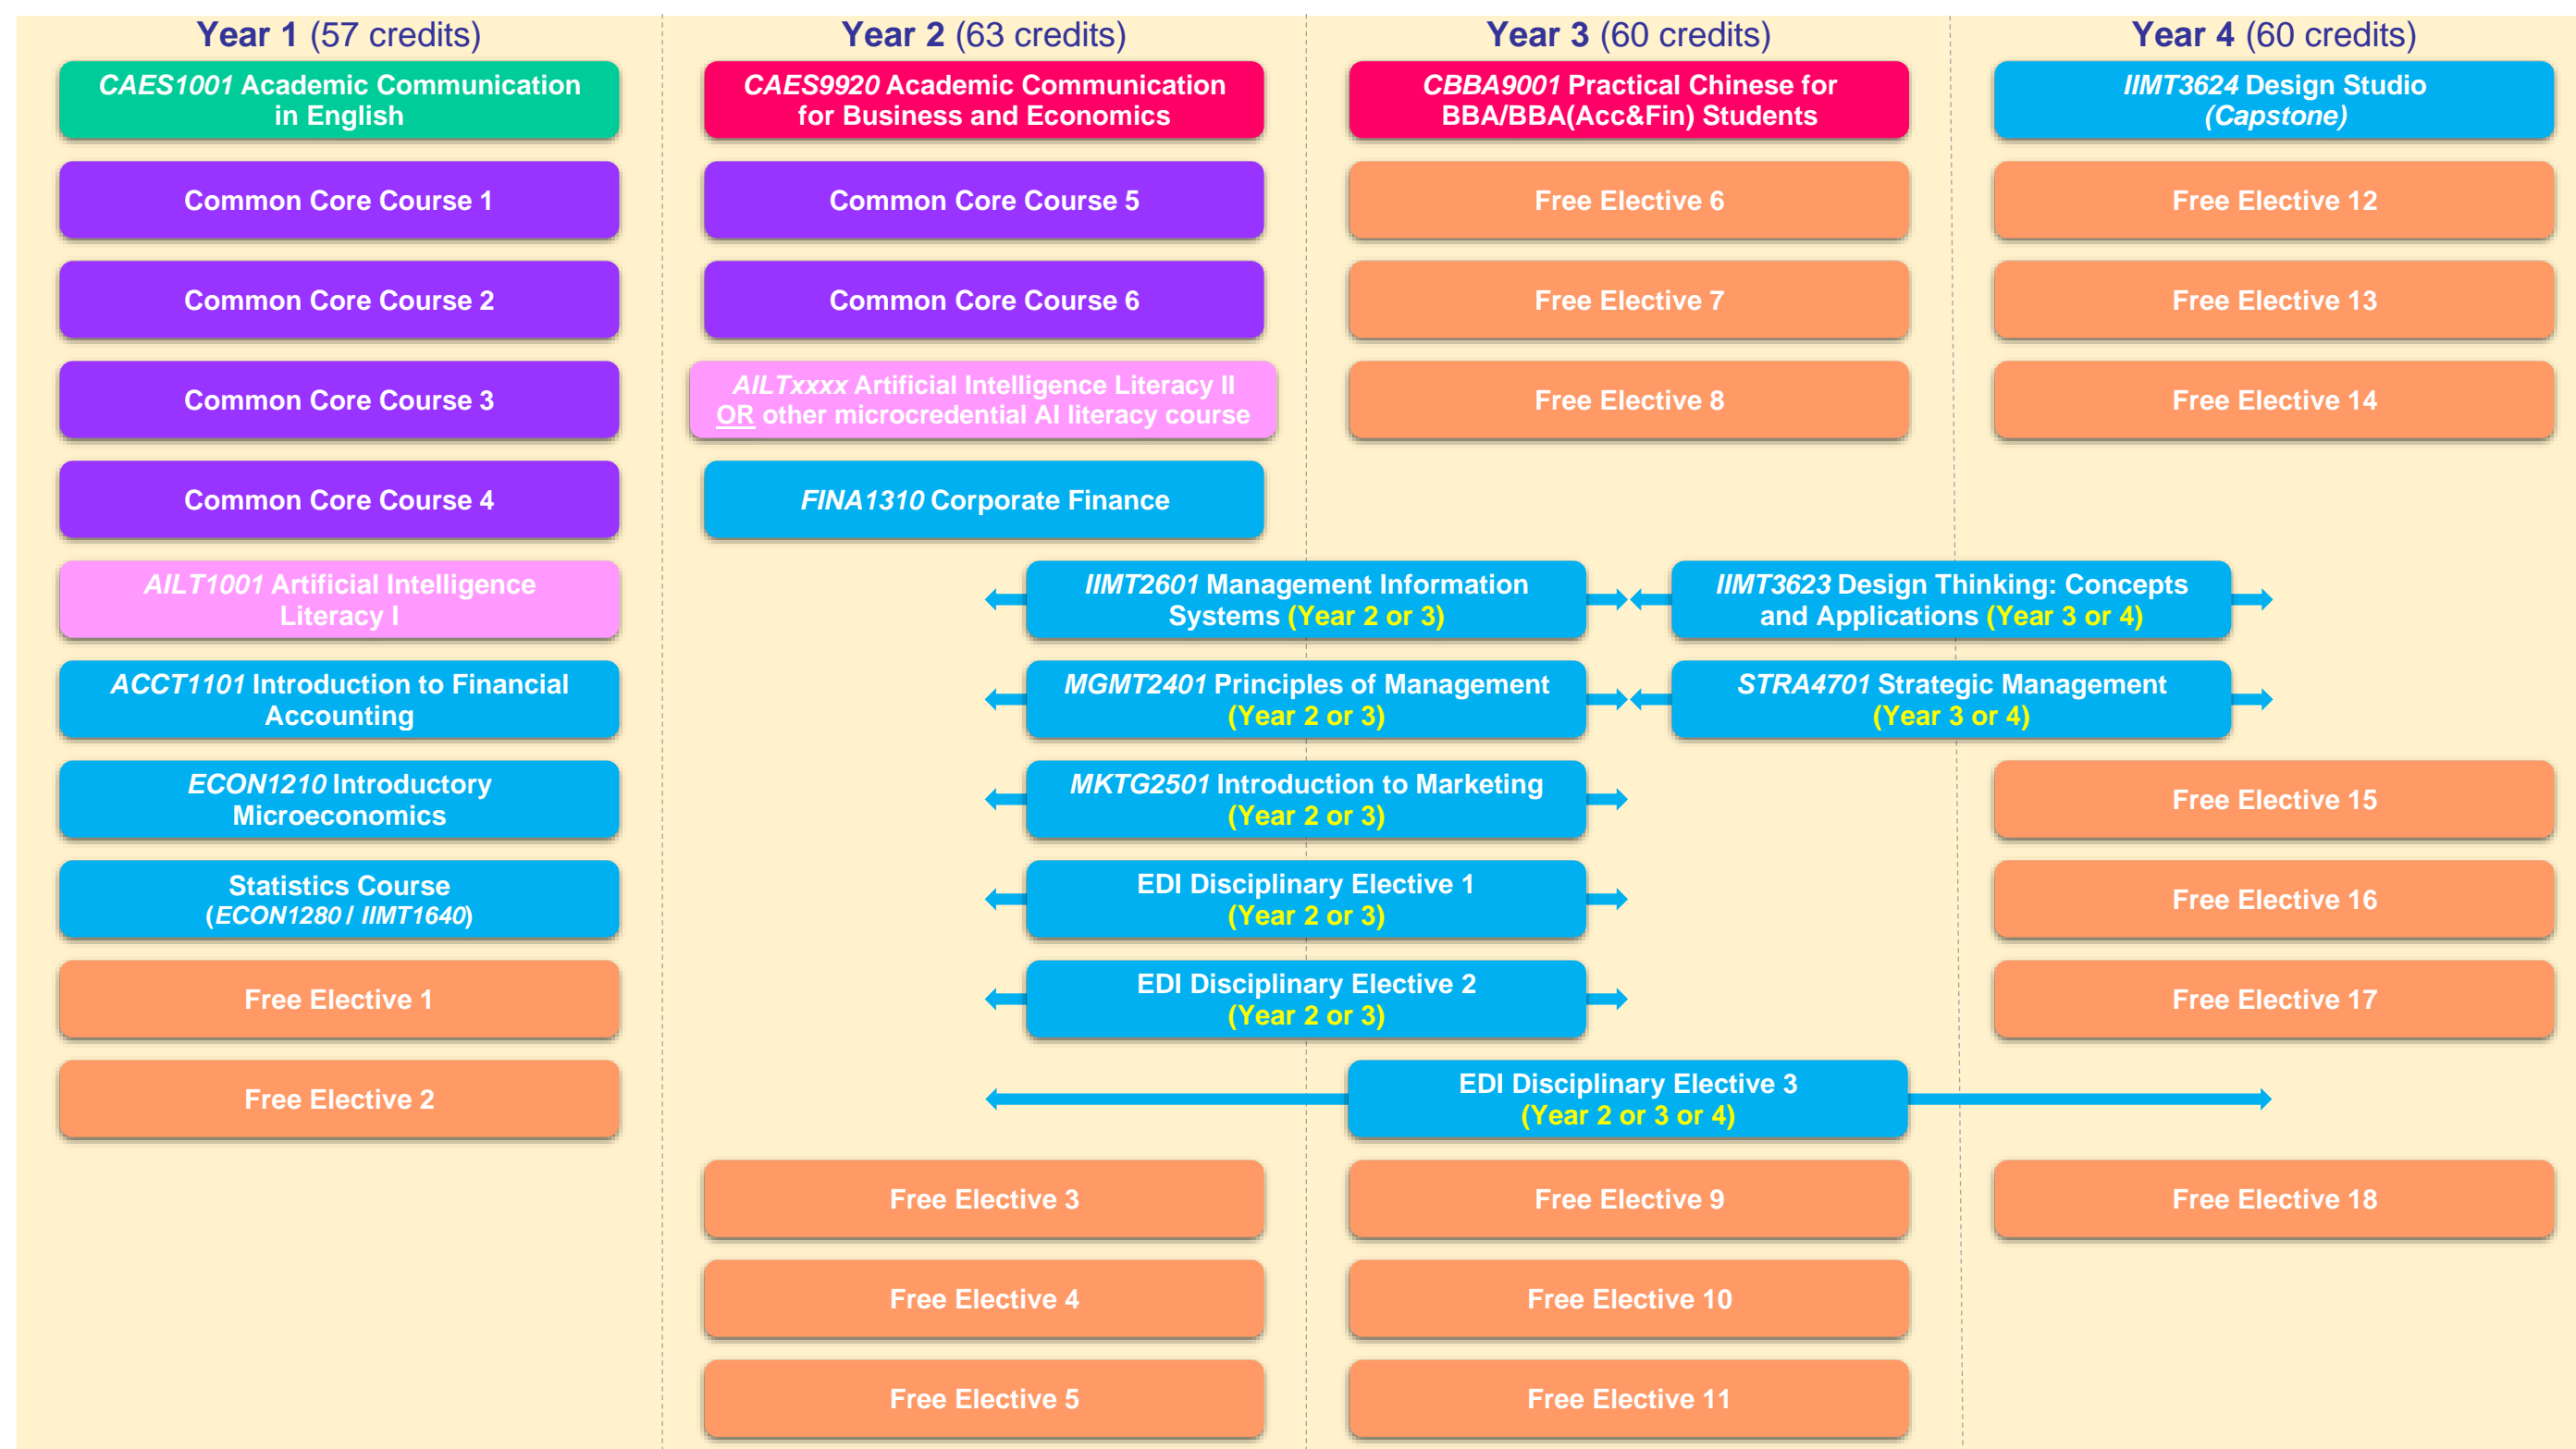 Year 1 (57 credits)
CAES1001 Academic Communication
in English
Common Core Course 1
Common Core Course 2
Common Core Course 3
Common Core Course 4
AILT1001 Artificial Intelligence
Literacy I
ACCT1101 Introduction to Financial
Accounting
ECON1210 Introductory
Microeconomics
Statistics Course
(ECON1280 / IIMT1640)
Free Elective 1
Free Elective 2
Year 2 (63 credits)
CAES9920 Academic Communication
for Business and Economics
Common Core Course 5
Common Core Course 6
AILTxxxx Artificial Intelligence Literacy II
OR other microcredential AI literacy course
FINA1310 Corporate Finance
IIMT2601 Management Information
Systems (Year 2 or 3)
MGMT2401 Principles of Management
(Year 2 or 3)
MKTG2501 Introduction to Marketing
(Year 2 or 3)
EDI Disciplinary Elective 1
(Year 2 or 3)
EDI Disciplinary Elective 2
(Year 2 or 3)
EDI Disciplinary Elective 3
(Year 2 or 3 or 4)
Free Elective 3
Free Elective 4
Free Elective 5
Year 3 (60 credits)
CBBA9001 Practical Chinese for
BBA/BBA(Acc&Fin) Students
Free Elective 6
Free Elective 7
Free Elective 8
IIMT3623 Design Thinking: Concepts
and Applications (Year 3 or 4)
STRA4701 Strategic Management
(Year 3 or 4)
Free Elective 9
Free Elective 10
Free Elective 11
Year 4 (60 credits)
IIMT3624 Design Studio
(Capstone)
Free Elective 12
Free Elective 13
Free Elective 14
Free Elective 15
Free Elective 16
Free Elective 17
Free Elective 18